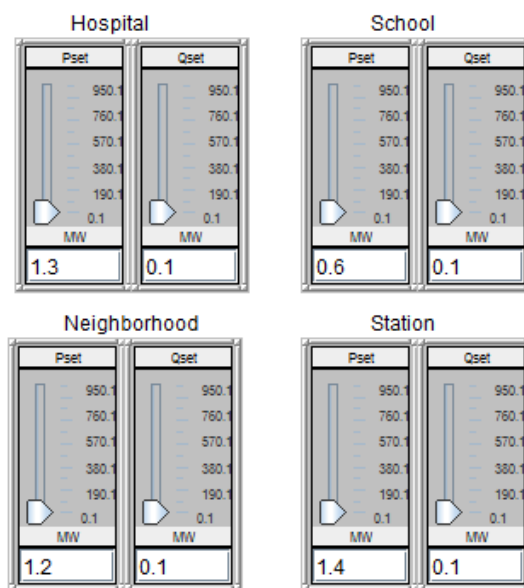 Hospital
School
Pset
Qset
Pset
Qset
950.1
950.1
950.1
950.1
760.1
760.1
760.1
760.1
570.1
570.1
570.1
570.1
380.1
380.1
380.1
380.1
190.1
190.1
190.1
190.1
0.1
0.1
0.1
0.1
MW
MW
MW
MW
1.3
0.1
0.6
0.1
Neighborhood
Station
Pset
Qset
Pset
Qset
950.1
950.1
950.1
950.1
760.1
760.1
760.1
760.1
570.1
570.1
570.1
570.1
380.1
380.1
380.1
380.1
190.1
190.1
190.1
190.1
0.1
0.1
0.1
0.1
MW
MW
MW
MW
1.2
0.1
1.4
0.1